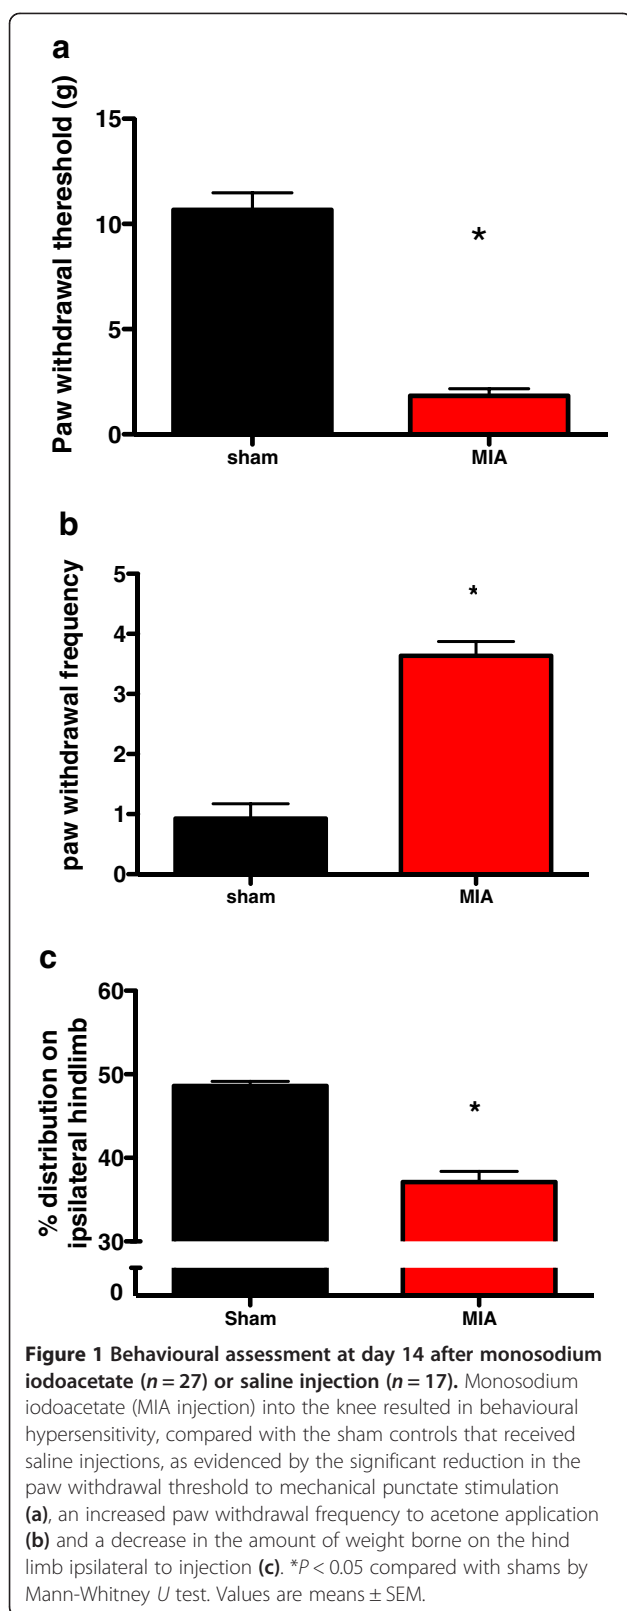 a
Paw withdrawal thereshold (g)
15
10
5
0
*
sham
MIA
b
paw withdrawal frequency
5
4
3
2
1
0
*
sham
MIA
c
% distribution on
ipsilateral hindlimb
60
50
40
30
0
*
Sham
MIA
Figure 1 Behavioural assessment at day 14 after monosodium
iodoacetate (n = 27) or saline injection (n = 17). Monosodium
iodoacetate (MIA injection) into the knee resulted in behavioural
hypersensitivity, compared with the sham controls that received
saline injections, as evidenced by the significant reduction in the
paw withdrawal threshold to mechanical punctate stimulation
(a), an increased paw withdrawal frequency to acetone application
(b) and a decrease in the amount of weight borne on the hind
limb ipsilateral to injection (c). *P < 0.05 compared with shams by
Mann-Whitney U test. Values are means ± SEM.